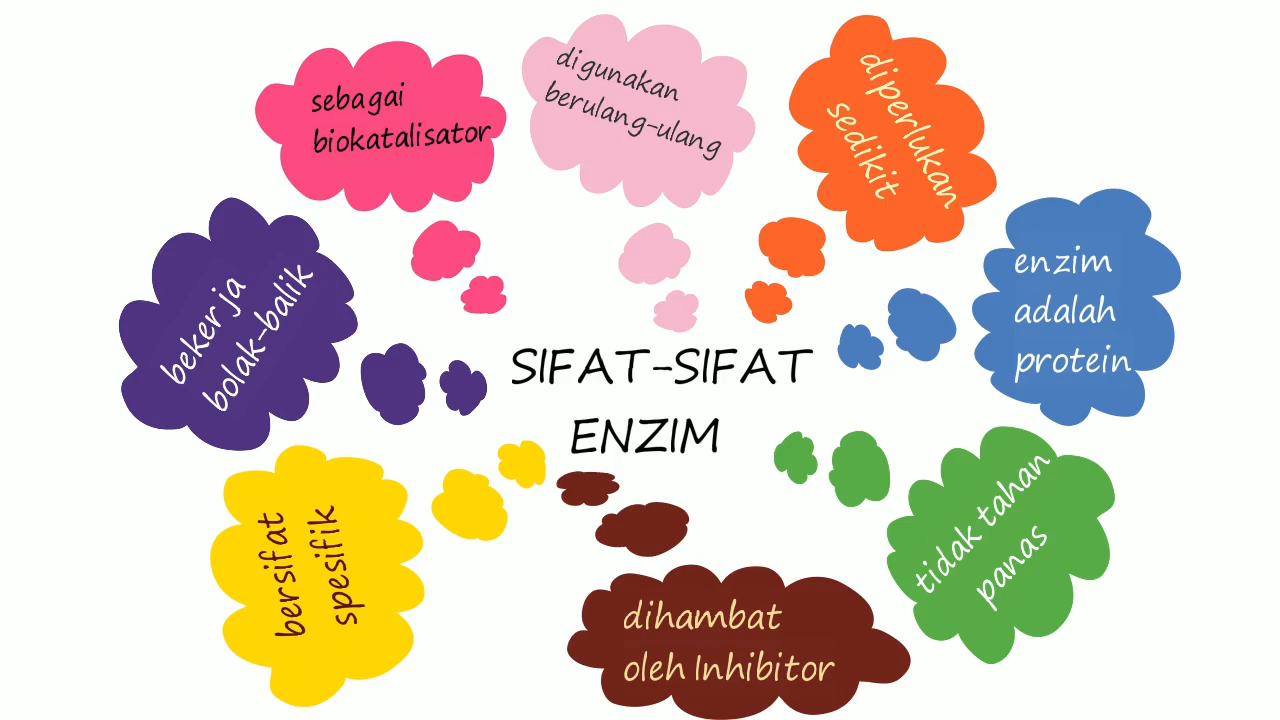 SIFAT-SIFAT
ENZIM
sebagai
biokatalisator
digunakan
berulang-ulang
diperlukan
sedikit
enzim
adalah
protein
tidak tahan
panas
dihambat
oleh Inhibitor
bersifat
spesifik
bekerja
bolak-balik